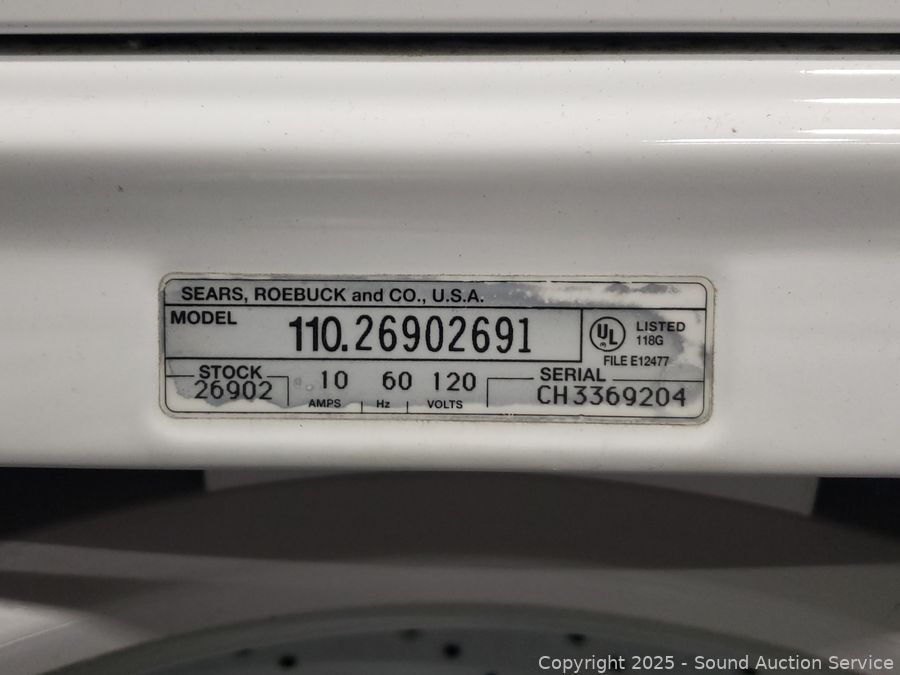 SEARS, ROEBUCK and CO., U.S.A.
MODEL 110.26902691
UL LISTED
118G
FILE E12477
STOCK
26902
10 60 120
AMPS Hz VOLTS
SERIAL
CH3369204
Copyright © 2025 - Sound Auction Service